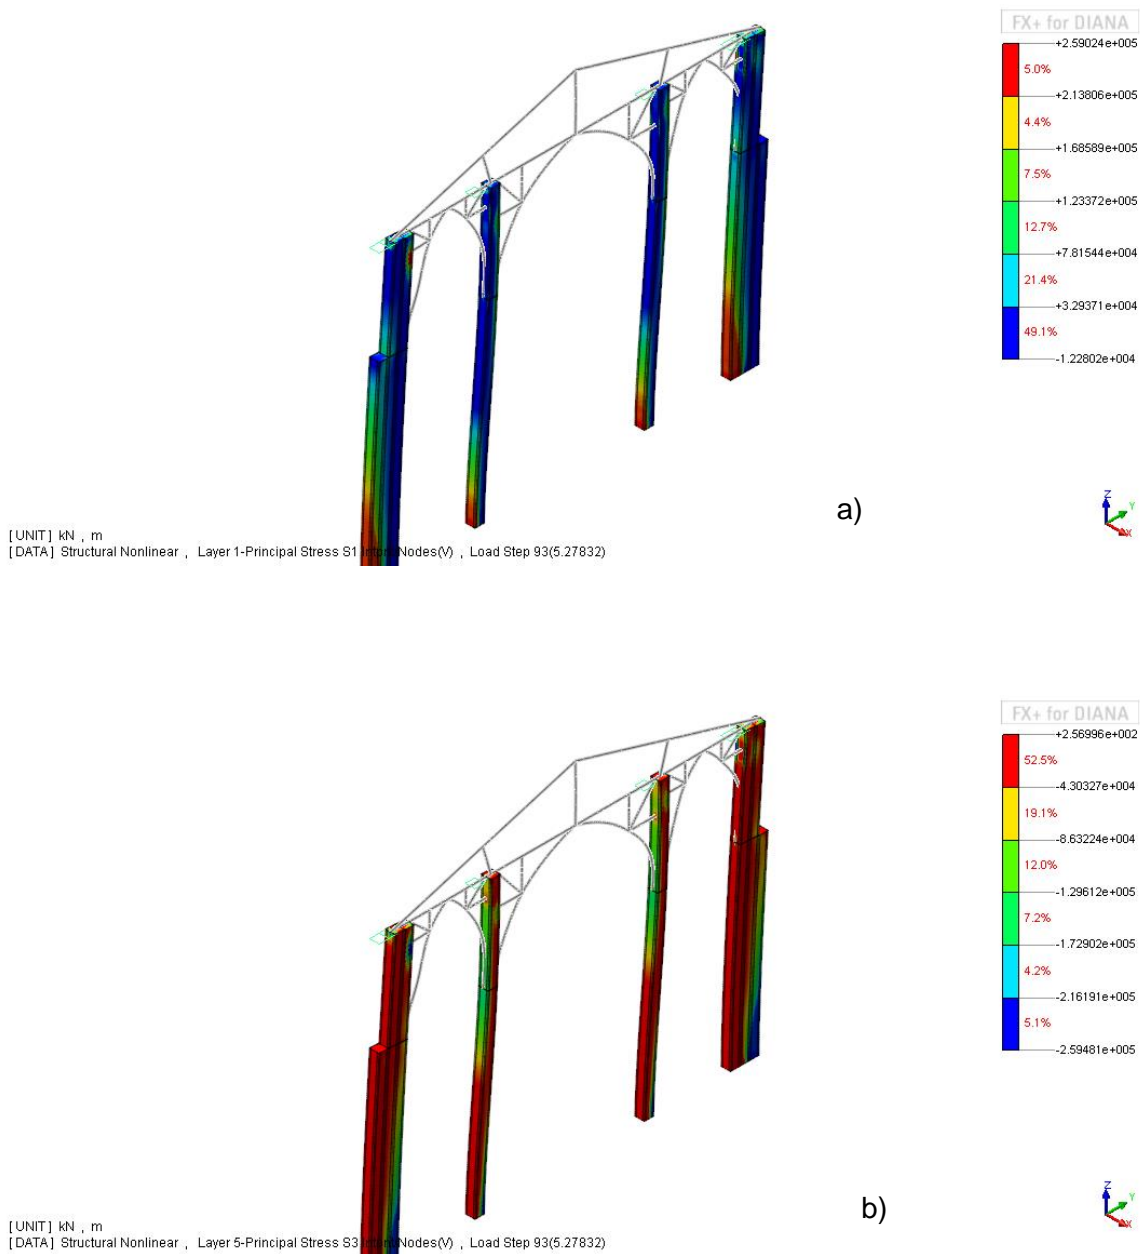 FX+ for DIANA
+2.59024e+005
5.0%
+2.13806e+005
4.4%
+1.68589e+005
7.5%
+1.23372e+005
12.7%
+7.81544e+004
21.4%
+3.29371e+004
49.1%
-1.22802e+004
a)
Z
Y
X
[UNIT] kN , m
[DATA] Structural Nonlinear , Layer 1-Principal Stress S1 Nodes(V) , Load Step 93(5.27832)
FX+ for DIANA
+2.56996e+002
52.5%
-4.30327e+004
19.1%
-8.63224e+004
12.0%
-1.29612e+005
7.2%
-1.72902e+005
4.2%
-2.16191e+005
5.1%
-2.59481e+005
b)
Z
Y
X
[UNIT] kN , m
[DATA] Structural Nonlinear , Layer 5-Principal Stress S3 Nodes(V) , Load Step 93(5.27832)